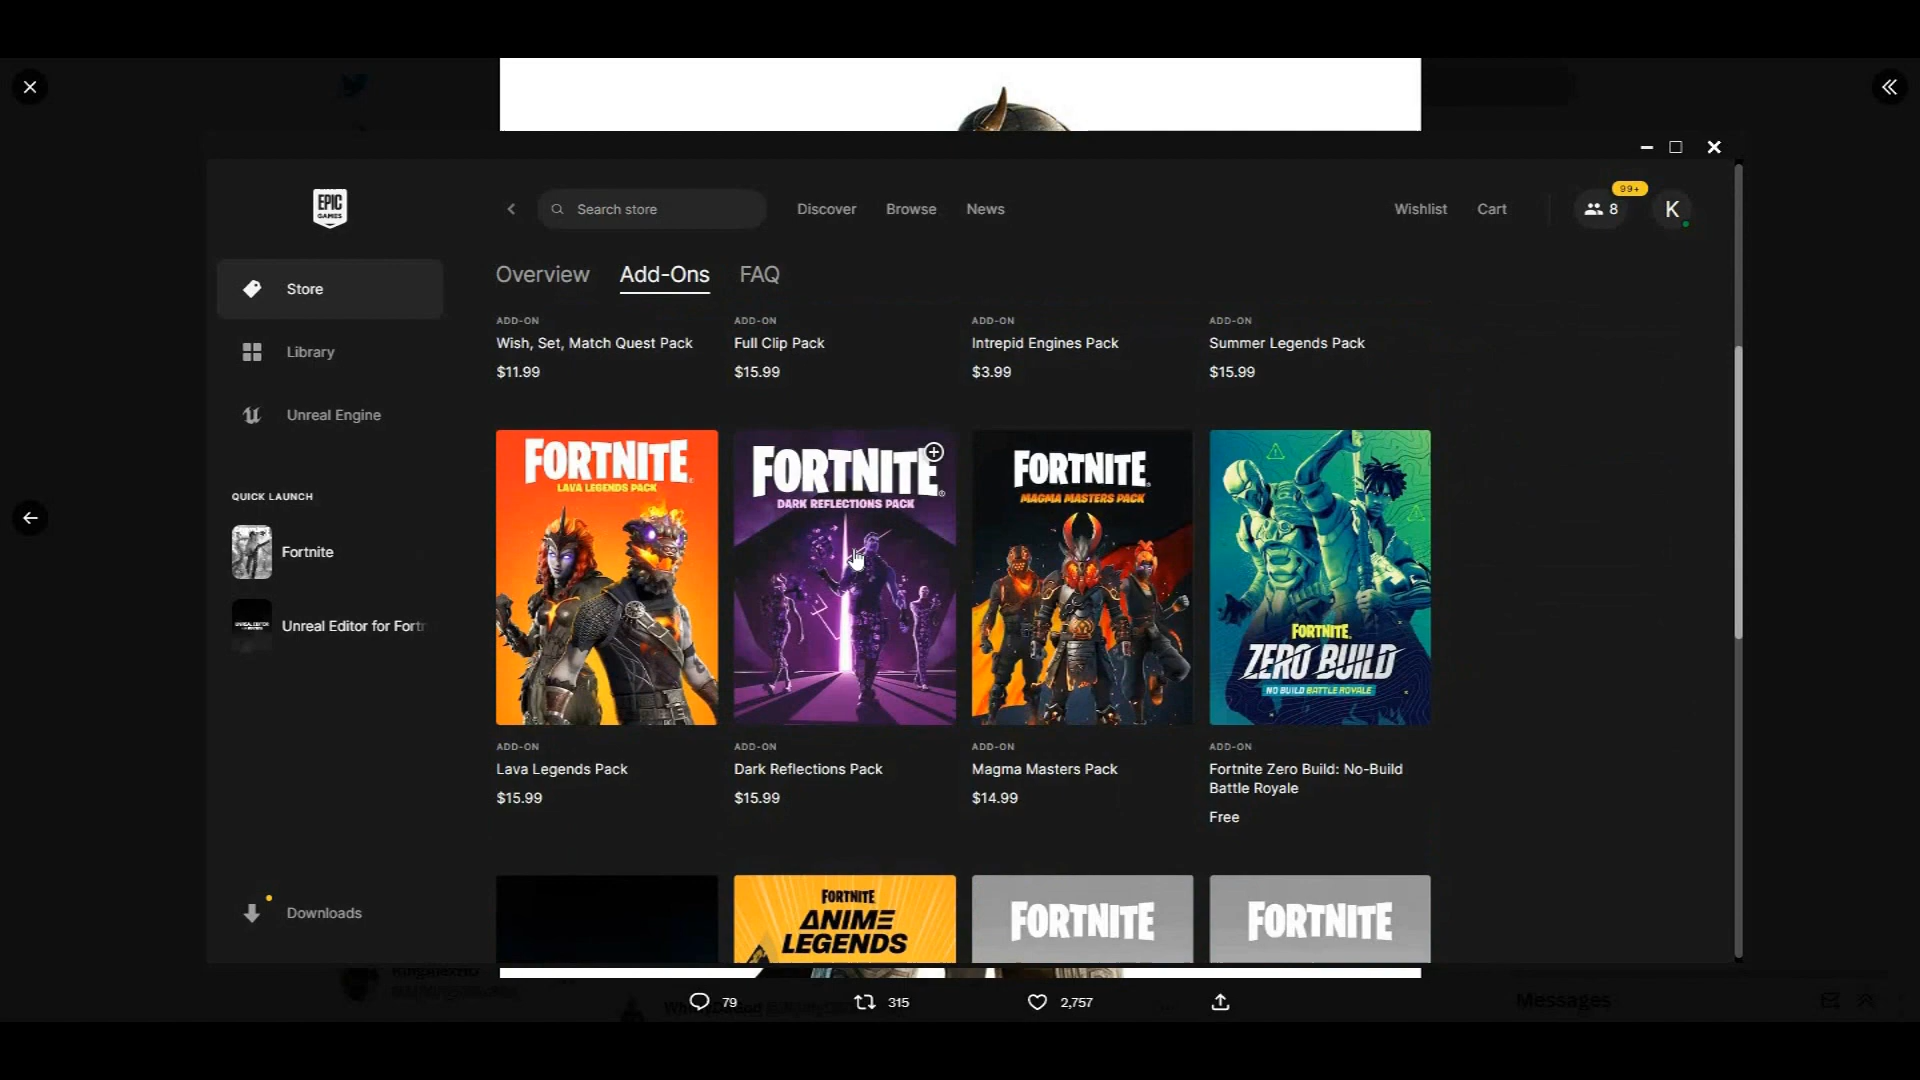 99+
EPIC
GAMES
Search store
Discover
Browse
News
Wishlist
Cart
8
K
Overview
Add-Ons
FAQ
Store
Library
Unreal Engine
QUICK LAUNCH
Fortnite
Unreal Editor for Fortn
Downloads
ADD-ON
Wish, Set, Match Quest Pack
$11.99
ADD-ON
Full Clip Pack
$15.99
ADD-ON
Intrepid Engines Pack
$3.99
ADD-ON
Summer Legends Pack
$15.99
FORTNITE
LAVA LEGENDS PACK
ADD-ON
Lava Legends Pack
$15.99
FORTNITE
DARK REFLECTIONS PACK
ADD-ON
Dark Reflections Pack
$15.99
FORTNITE
MAGMA MASTERS PACK
ADD-ON
Magma Masters Pack
$14.99
FORTNITE
ZERO BUILD
NO BUILD BATTLE ROYALE
ADD-ON
Fortnite Zero Build: No-Build
Battle Royale
Free
FORTNITE
ANIME
LEGENDS
FORTNITE
FORTNITE
79
315
2,757
Messages